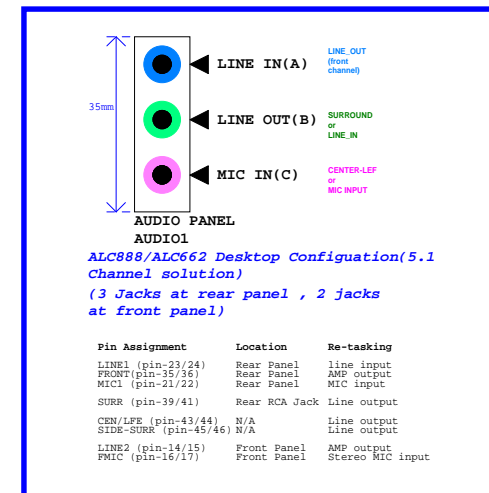 LINE IN(A)
LINE_OUT
(front
channel)
35mm
LINE OUT(B)
SURROUND
or
LINE_IN
MIC IN(C)
CENTER-LEF
or
MIC INPUT
AUDIO PANEL
AUDIO1
ALC888/ALC662 Desktop Configuation(5.1
Channel solution)
(3 Jacks at rear panel , 2 jacks
at front panel)
Pin Assignment Location Re-tasking
LINE1 (pin-23/24) Rear Panel line input
FRONT(pin-35/36) Rear Panel AMP output
MIC1 (pin-21/22) Rear Panel MIC input
SURR (pin-39/41) Rear RCA Jack Line output
CEN/LFE (pin-43/44) N/A Line output
SIDE-SURR (pin-45/46) N/A Line output
LINE2 (pin-14/15) Front Panel AMP output
FMIC (pin-16/17) Front Panel Stereo MIC input